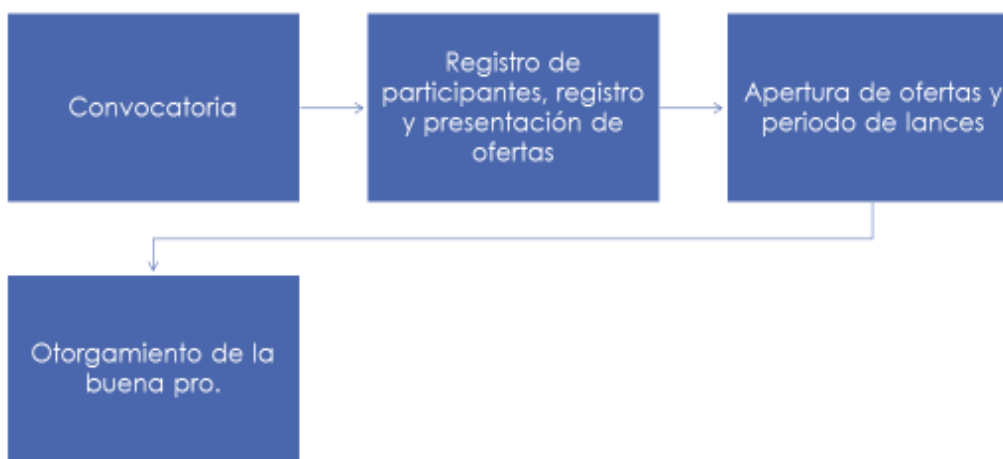 Convocatoria
Registro de
participantes, registro
y presentación de
ofertas
Apertura de ofertas y
periodo de lances
Otorgamiento de la
buena pro.